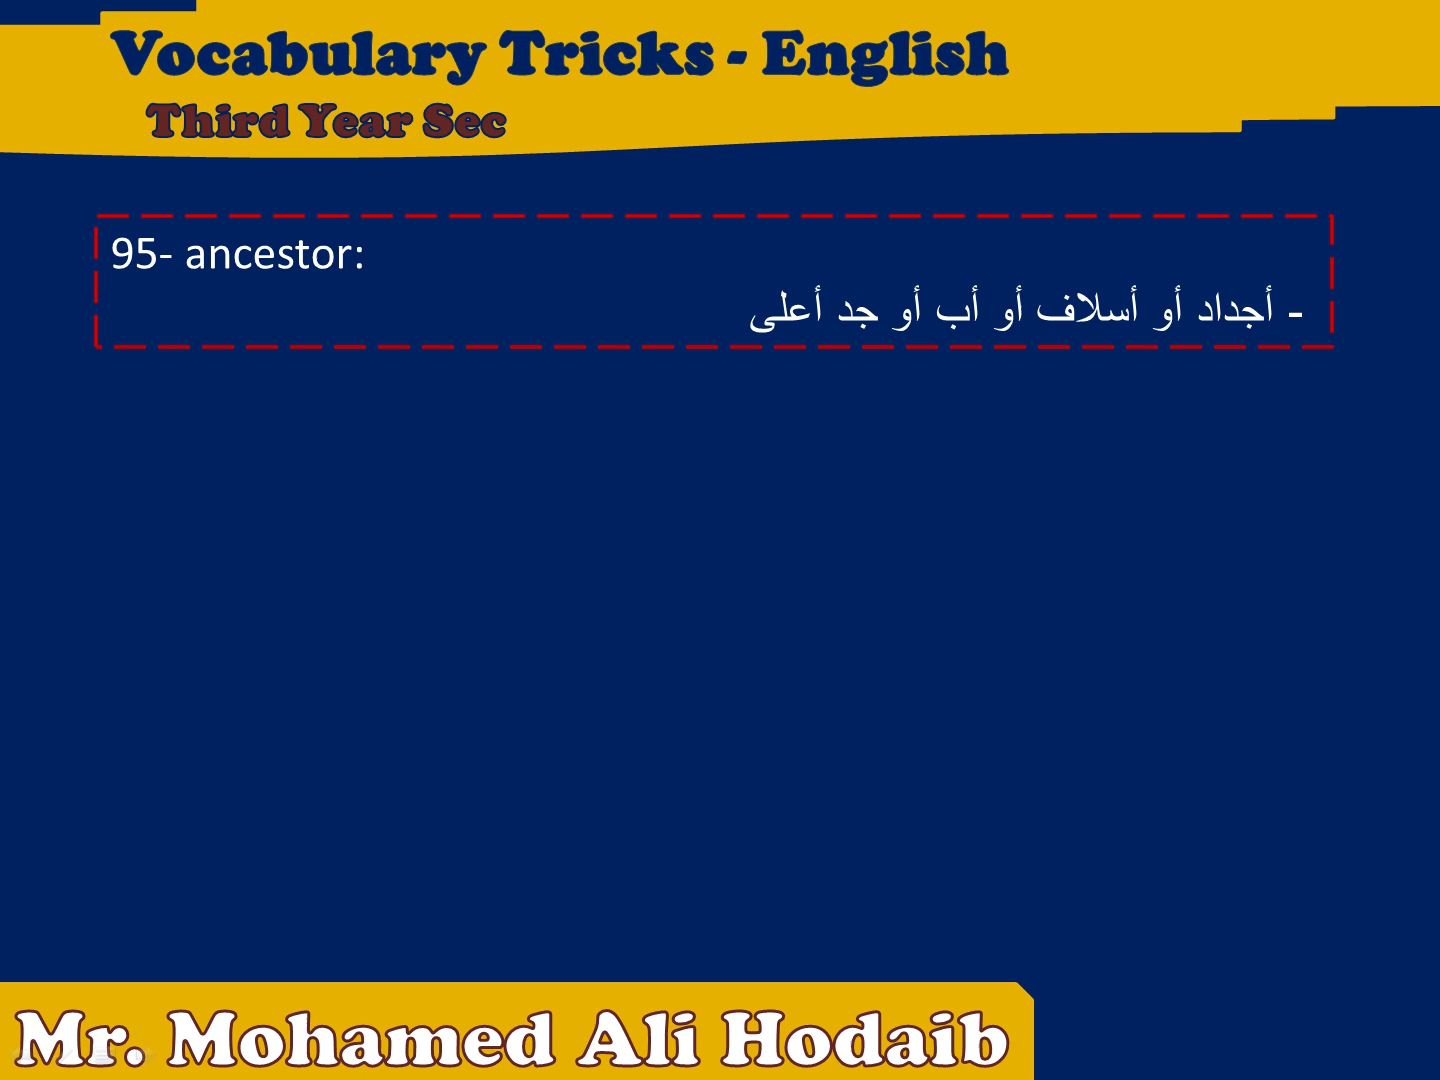 Vocabulary Tricks - English
Third Year Sec
95- ancestor:
- أجداد أو أسلاف أو أب أو جد أعلى
Mr. Mohamed Ali Hodaib